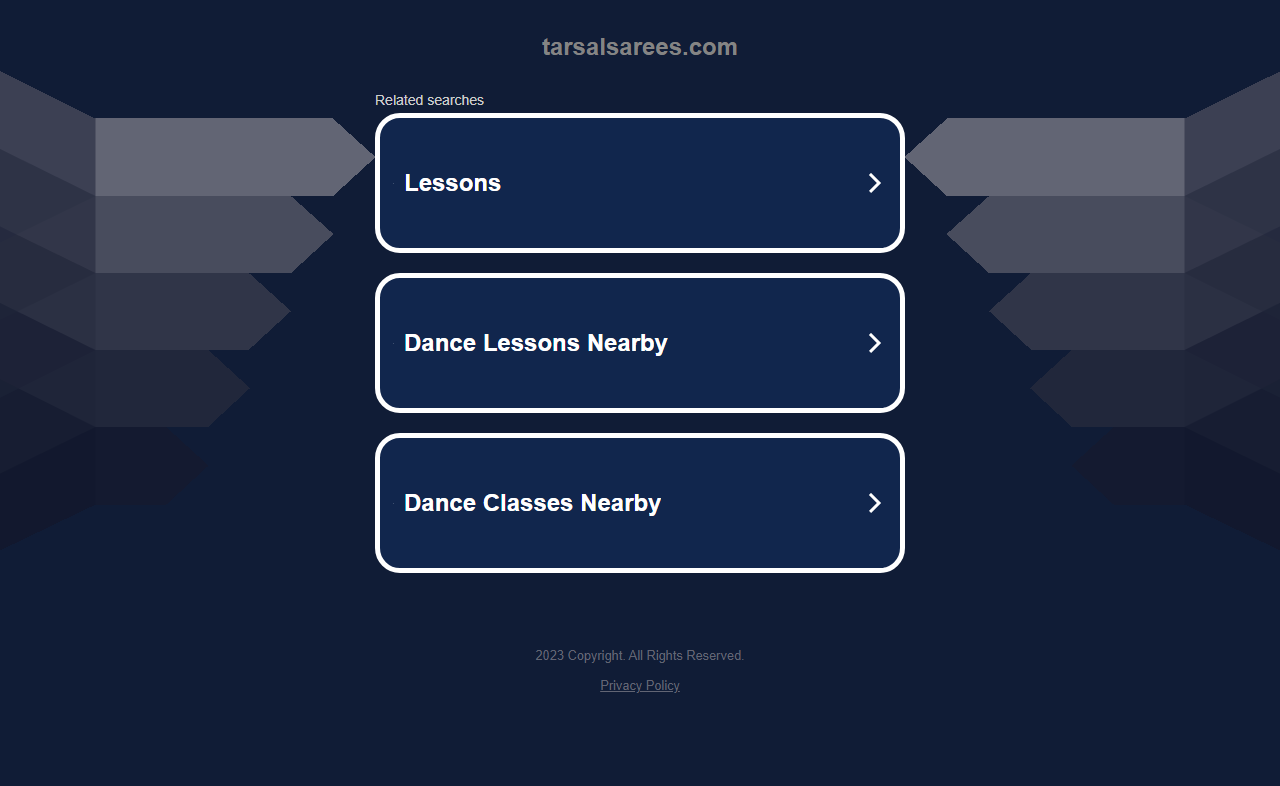 tarsalsarees.com
Related searches
Lessons
Dance Lessons Nearby
Dance Classes Nearby
2023 Copyright. All Rights Reserved.
Privacy Policy